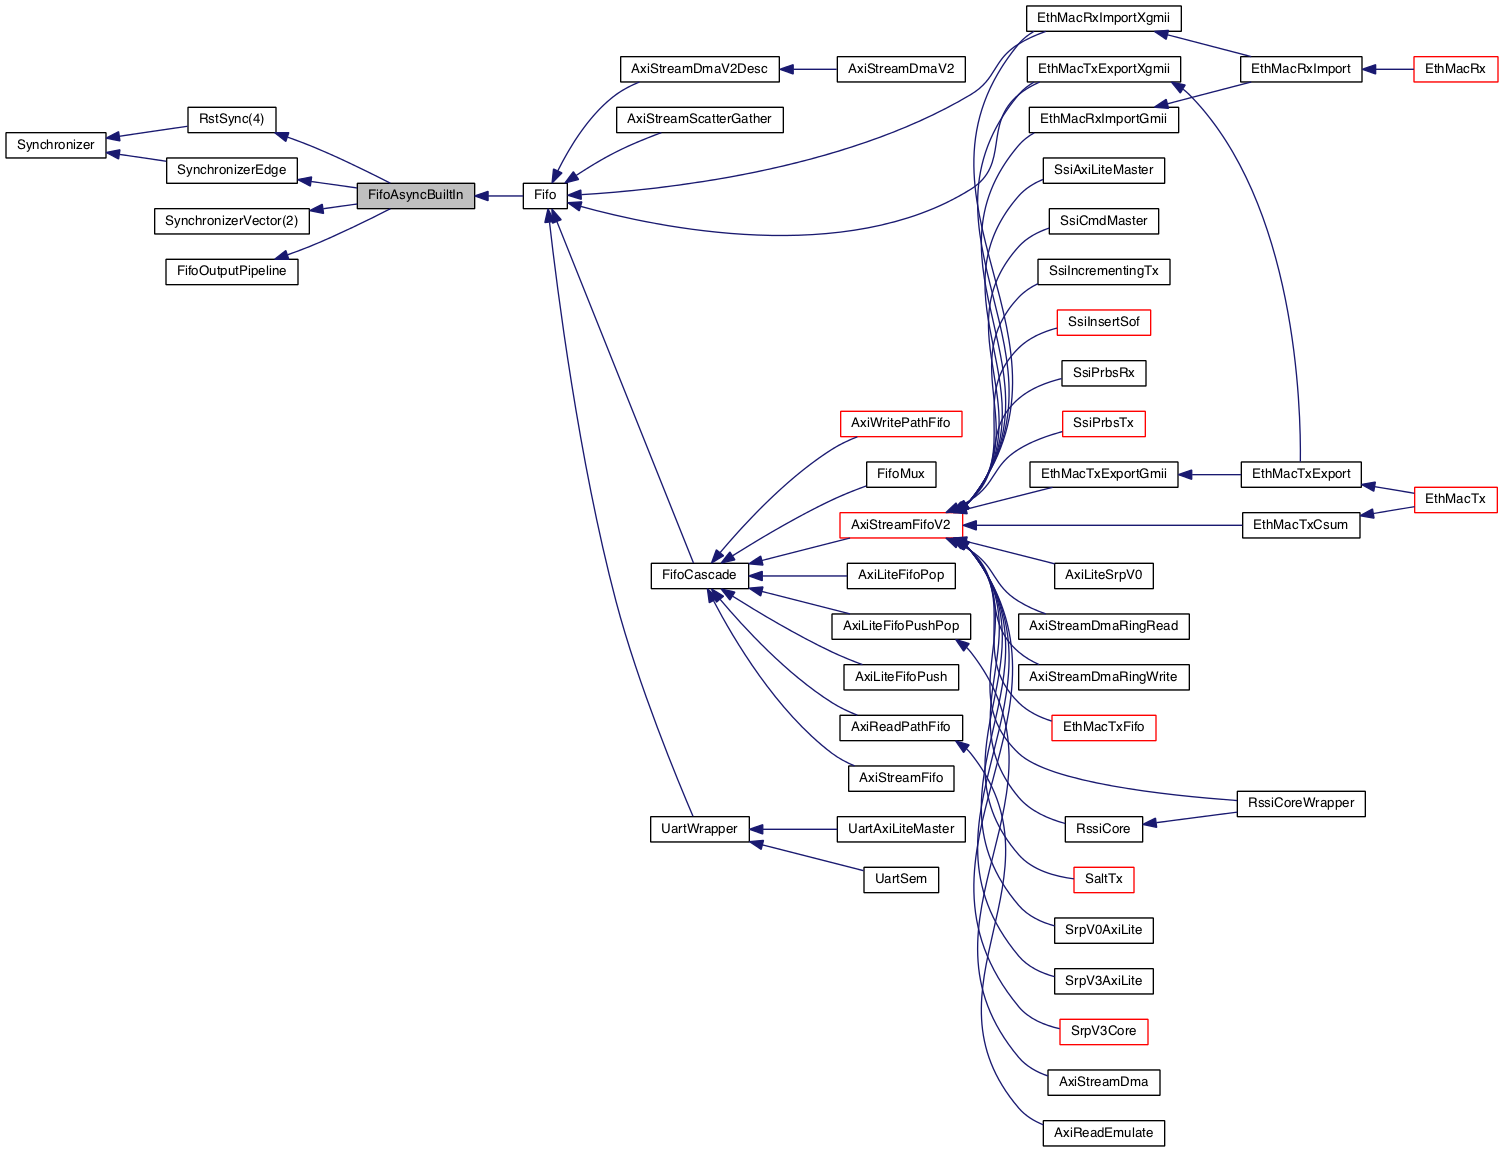 Synchronizer
RstSync(4)
SynchronizerEdge
SynchronizerVector(2)
FifoOutputPipeline
FifoAsyncBuiltIn
Fifo
AxiStreamDmaV2Desc
AxiStreamScatterGather
FifoCascade
UartWrapper
AxiStreamDmaV2
AxiWritePathFifo
FifoMux
AxiStreamFifoV2
AxiLiteFifoPop
AxiLiteFifoPushPop
AxiLiteFifoPush
AxiReadPathFifo
AxiStreamFifo
UartAxiLiteMaster
UartSem
EthMacRxImportXgmii
EthMacTxExportXgmii
EthMacRxImportGmii
SsiAxiLiteMaster
SsiCmdMaster
SsiIncrementingTx
SsiInsertSof
SsiPrbsRx
SsiPrbsTx
EthMacTxExportGmii
AxiLiteSrpV0
AxiStreamDmaRingRead
AxiStreamDmaRingWrite
EthMacTxFifo
RssiCore
SaltTx
SrpV0AxiLite
SrpV3AxiLite
SrpV3Core
AxiStreamDma
AxiReadEmulate
EthMacRxImport
EthMacTxExport
EthMacTxCsum
RssiCoreWrapper
EthMacRx
EthMacTx